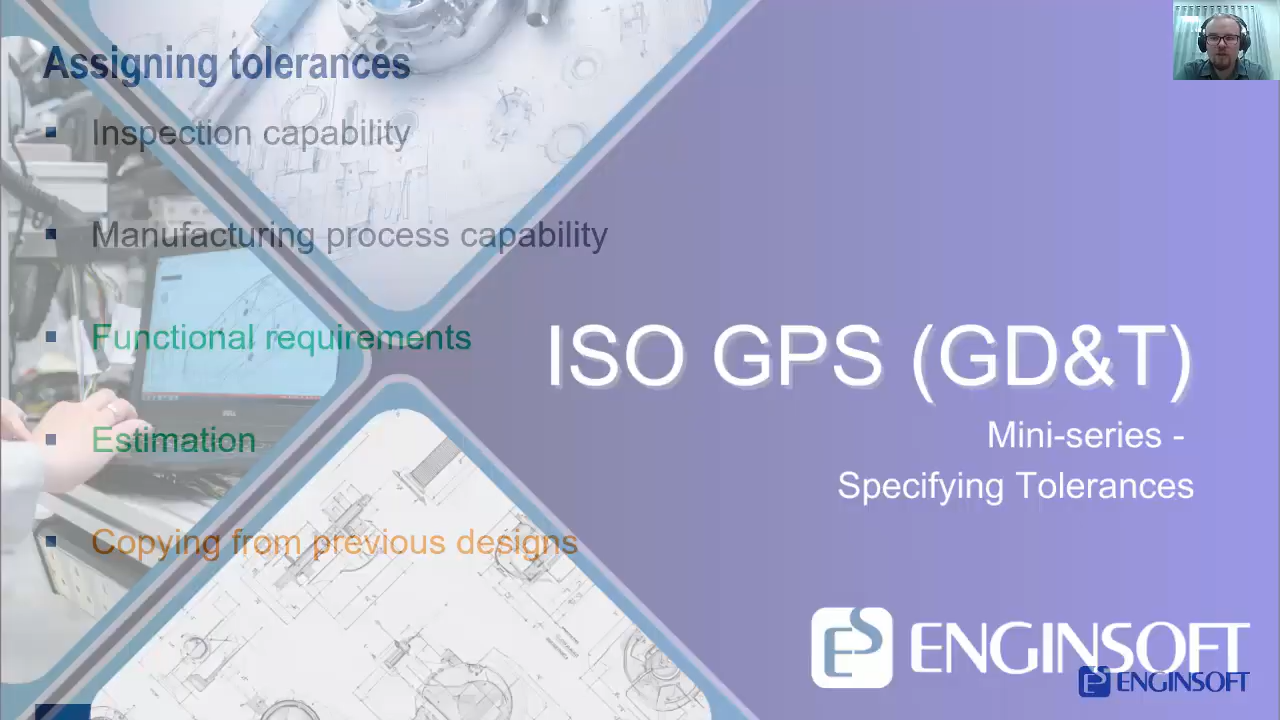 Assigning tolerances
Inspection capability
Manufacturing process capability
Functional requirements
Estimation
Copying from previous designs
ISO GPS (GD&T)
Mini-series -
Specifying Tolerances
ENGINSOFT
ENGINSOFT